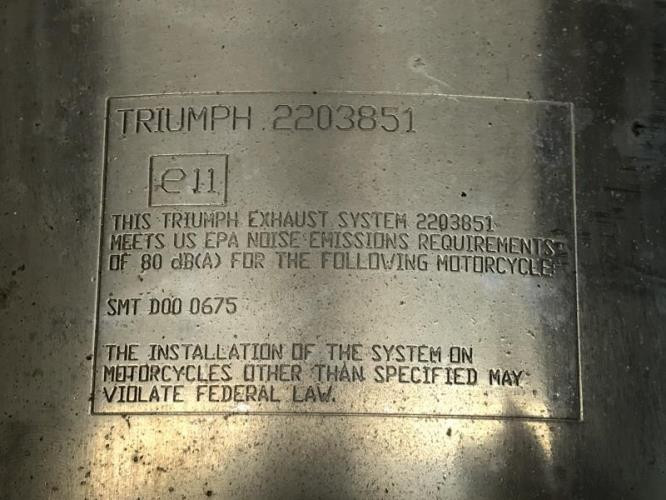 TRIUMPH 2203851
e11
THIS TRIUMPH EXHAUST SYSTEM 2203851
MEETS US EPA NOISE EMISSIONS REQUIREMENTS
OF 80 dB(A) FOR THE FOLLOWING MOTORCYCLE:
SMT D00 0675
THE INSTALLATION OF THE SYSTEM ON
MOTORCYCLES OTHER THAN SPECIFIED MAY
VIOLATE FEDERAL LAW.